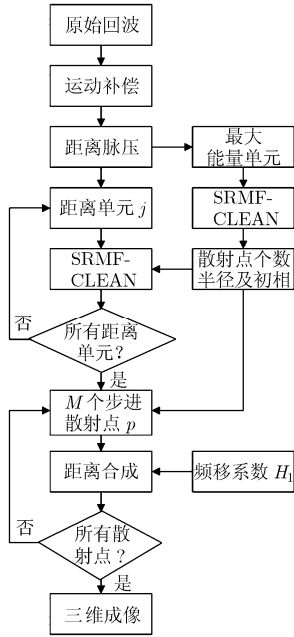 原始回波
运动补偿
距离脉压
最大
能量单元
距离单元 j
SRMF-
CLEAN
SRMF-
CLEAN
散射点个数
半径及初相
所有距离
单元?
否
是
M 个步进
散射点 p
距离合成
频移系数 H₁
所有散
射点?
否
是
三维成像